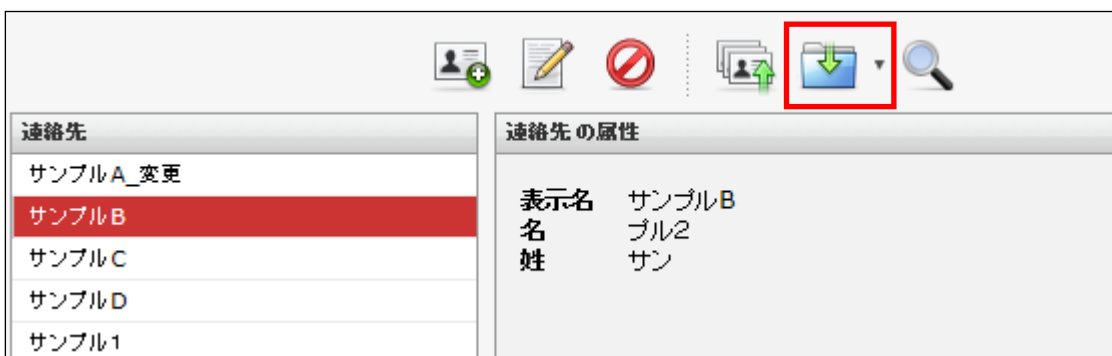 連絡先
サンプルA_変更
サンプルB
サンプルC
サンプルD
サンプル1
連絡先の属性
表示名 サンプルB
名 プル2
姓 サン